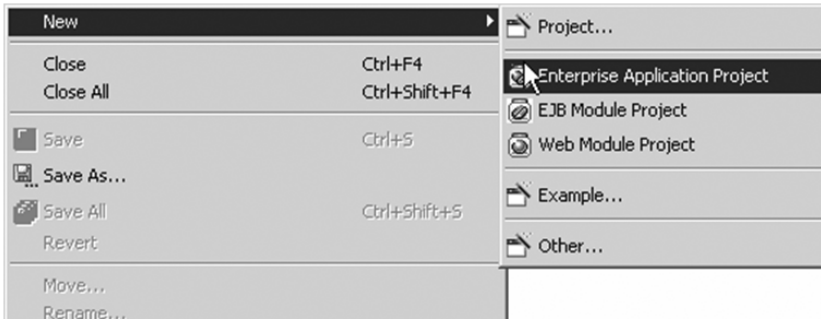 New
Close Ctrl+F4
Close All Ctrl+Shift+F4
Save Ctrl+S
Save As...
Save All Ctrl+Shift+S
Revert
Move...
Rename...
Project...
Enterprise Application Project
EJB Module Project
Web Module Project
Example...
Other...